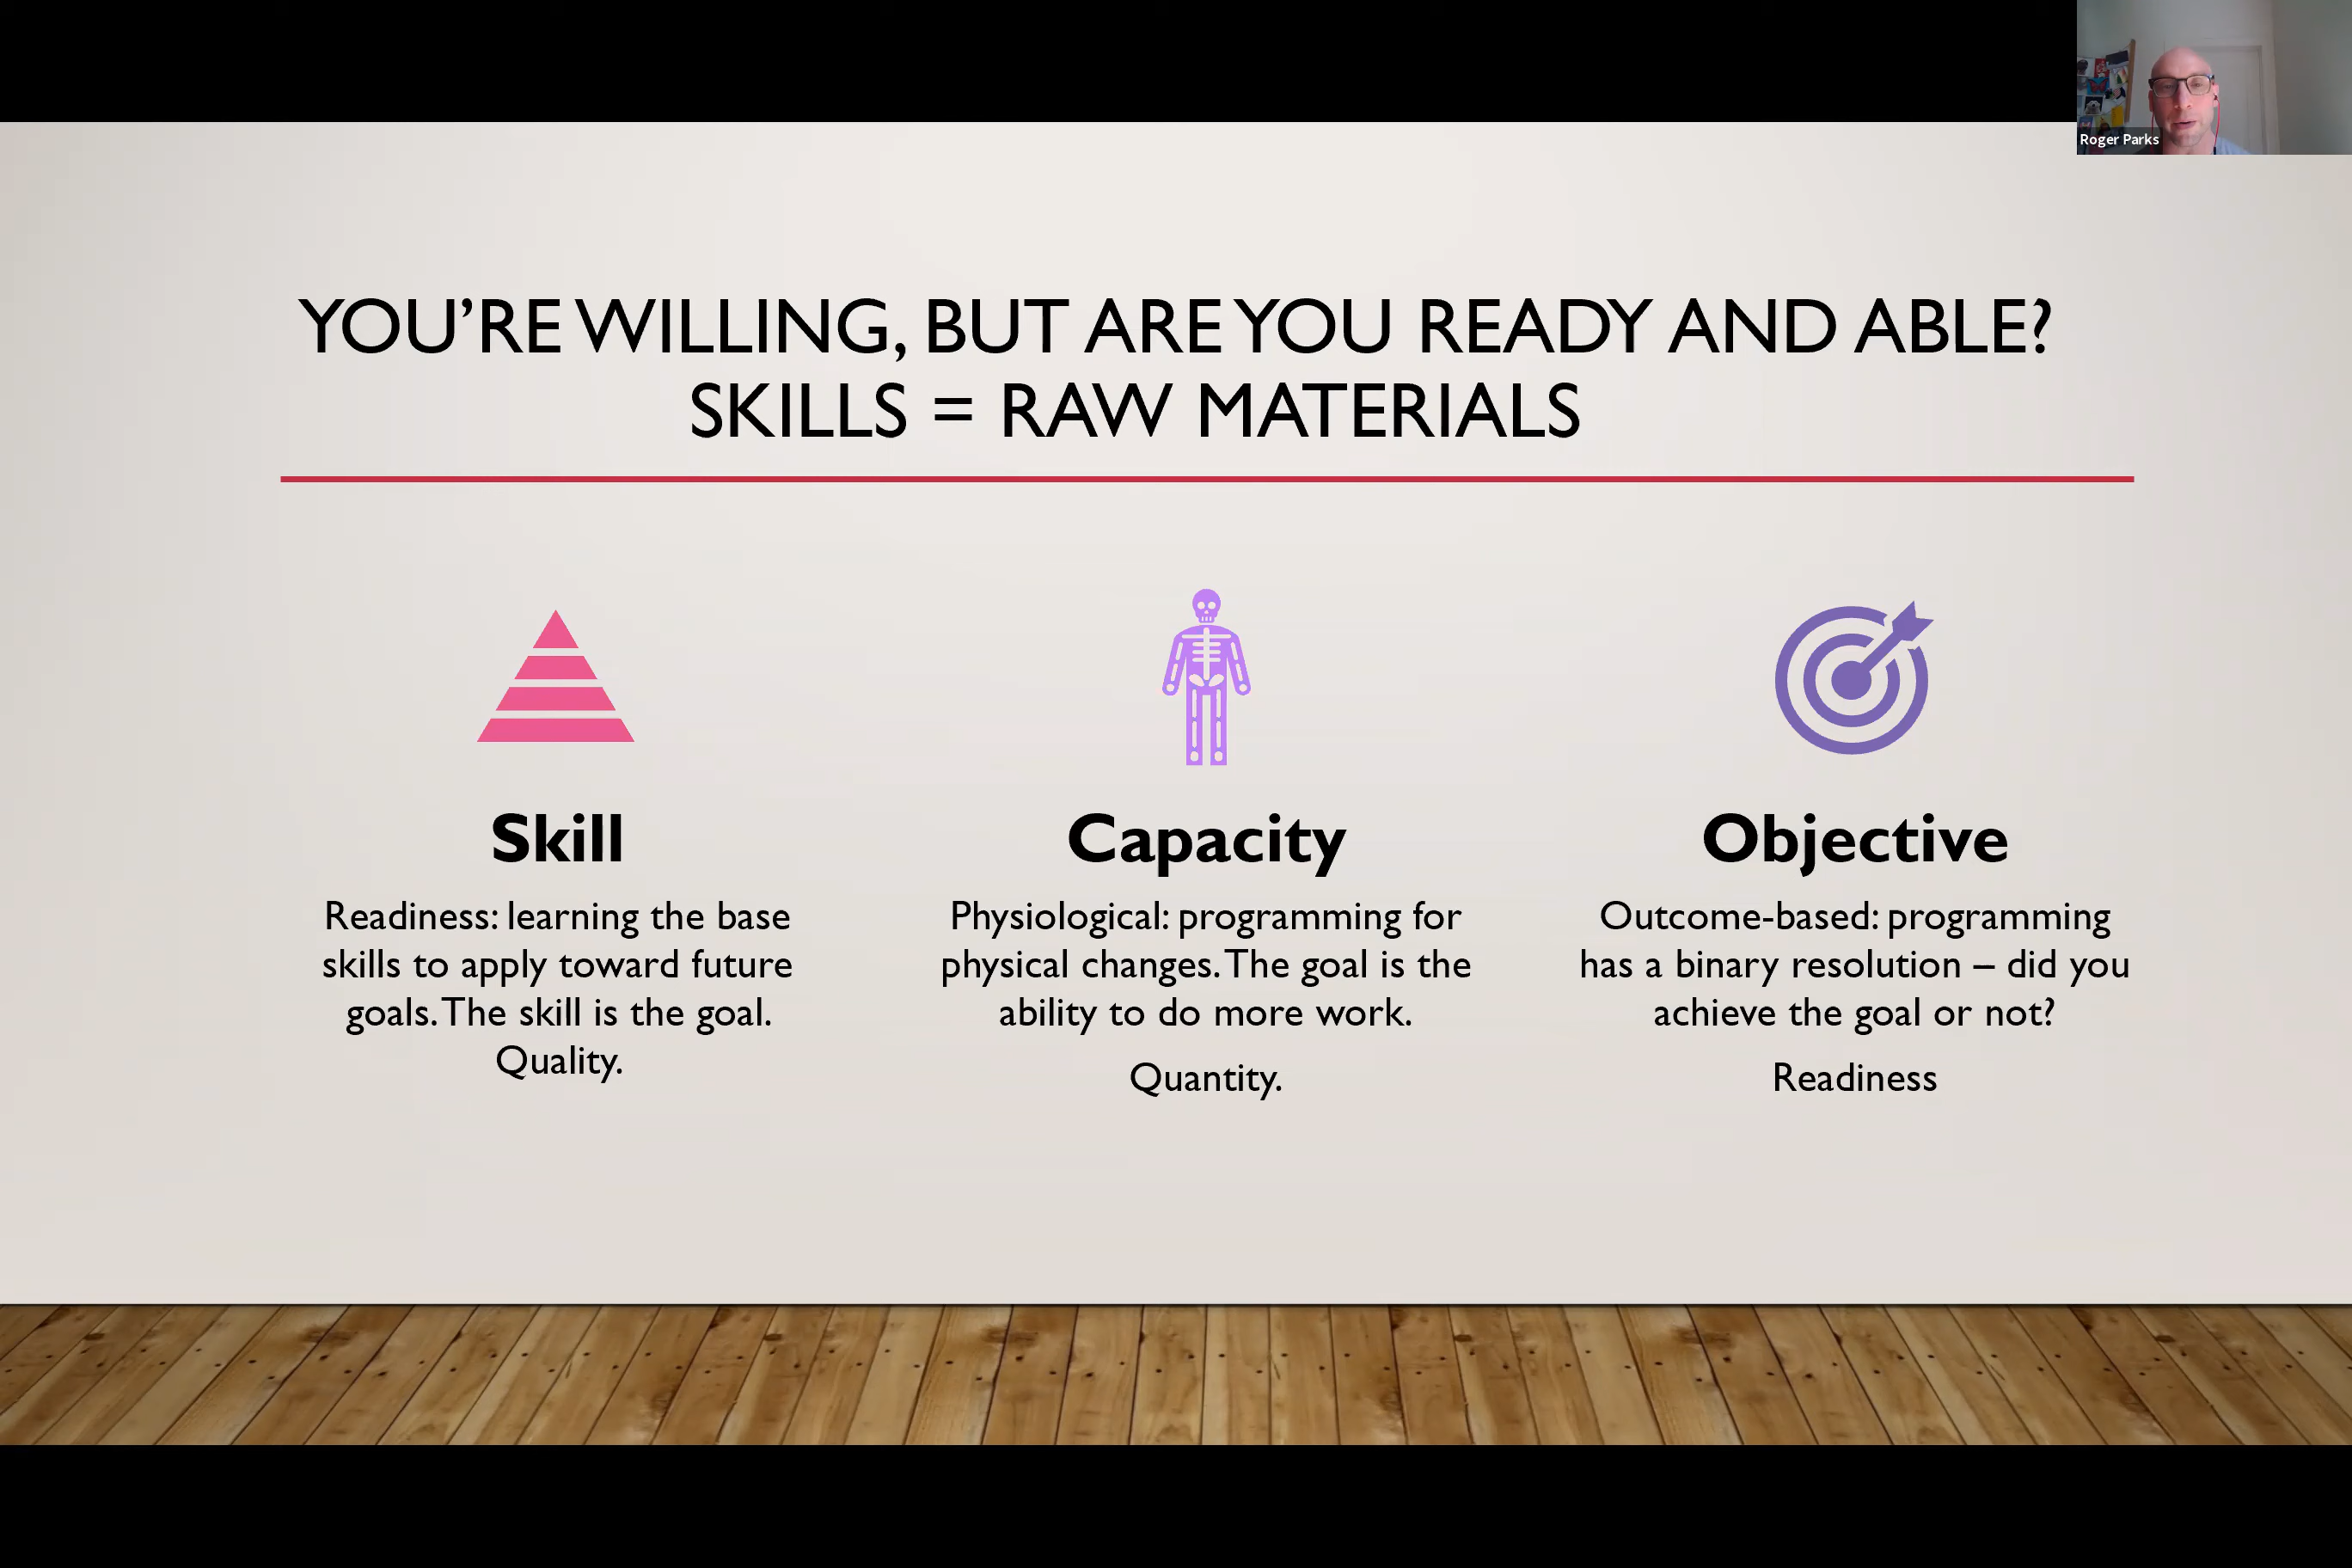 Roger Parks
YOU’RE WILLING, BUT ARE YOU READY AND ABLE?
SKILLS = RAW MATERIALS
Skill
Readiness: learning the base
skills to apply toward future
goals. The skill is the goal.
Quality.
Capacity
Physiological: programming for
physical changes. The goal is the
ability to do more work.
Quantity.
Objective
Outcome-based: programming
has a binary resolution – did you
achieve the goal or not?
Readiness